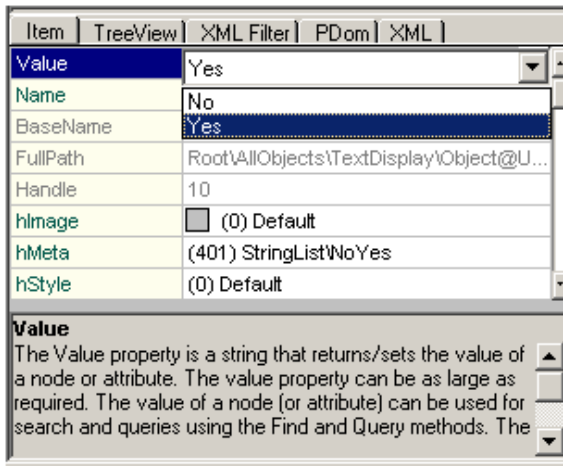 Item TreeView XML Filter PDom XML
Value Yes
Name No
BaseName Yes
FullPath Root\AllObjects\TextDisplay\Object@U...
Handle 10
hImage (0) Default
hMeta (401) StringList\NoYes
hStyle (0) Default
Value
The Value property is a string that returns/sets the value of
a node or attribute. The value property can be as large as
required. The value of a node (or attribute) can be used for
search and queries using the Find and Query methods. The